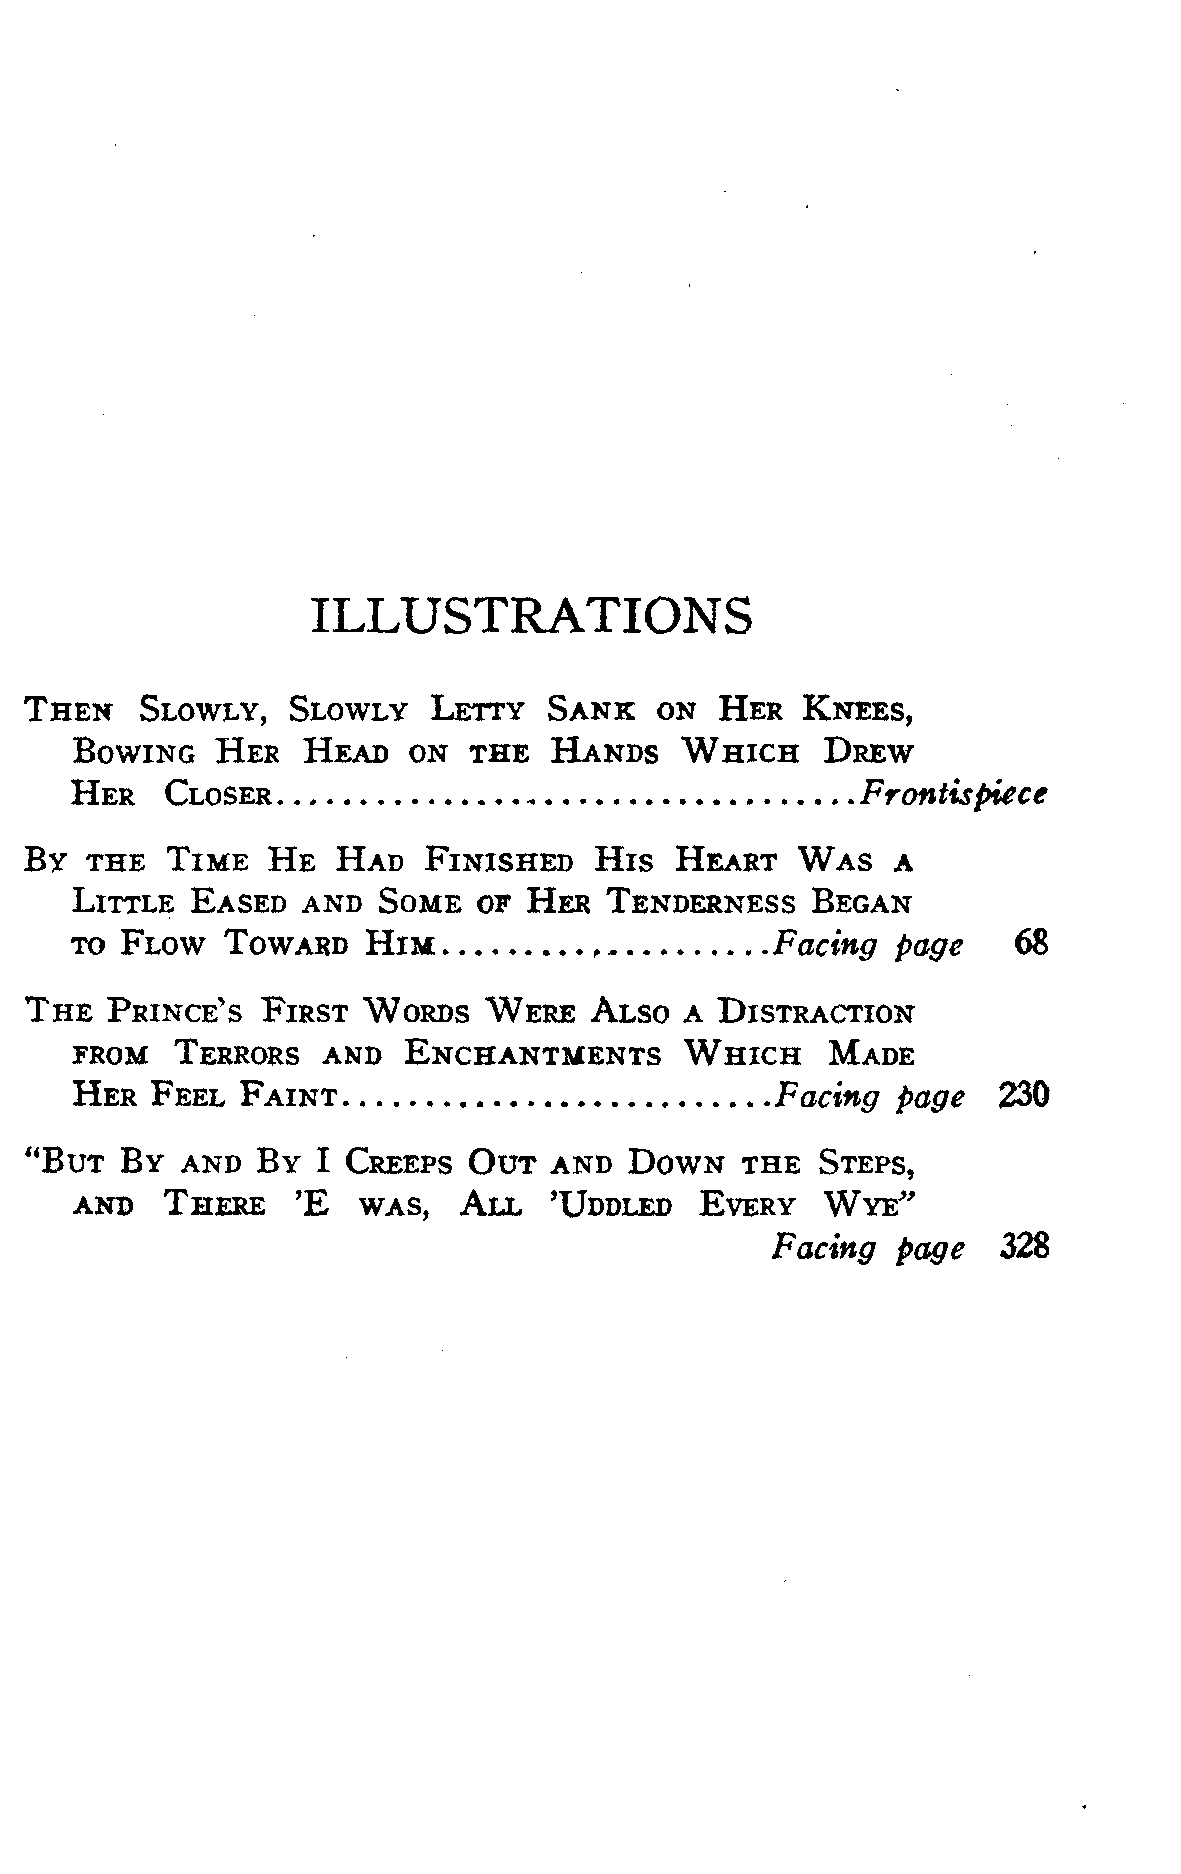 ILLUSTRATIONS
Then Slowly, Slowly Letty Sank on Her Knees,
Bowing Her Head on the Hands Which Drew
Her Closer....................................Frontispiece
By the Time He Had Finished His Heart Was a
Little Eased and Some of Her Tenderness Began
to Flow Toward Him....................Facing page 68
The Prince's First Words Were Also a Distraction
from Terrors and Enchantments Which Made
Her Feel Faint..........................Facing page 230
"But By and By I Creeps Out and Down the Steps,
and There 'E was, All 'Uddled Every Wye"
Facing page 328